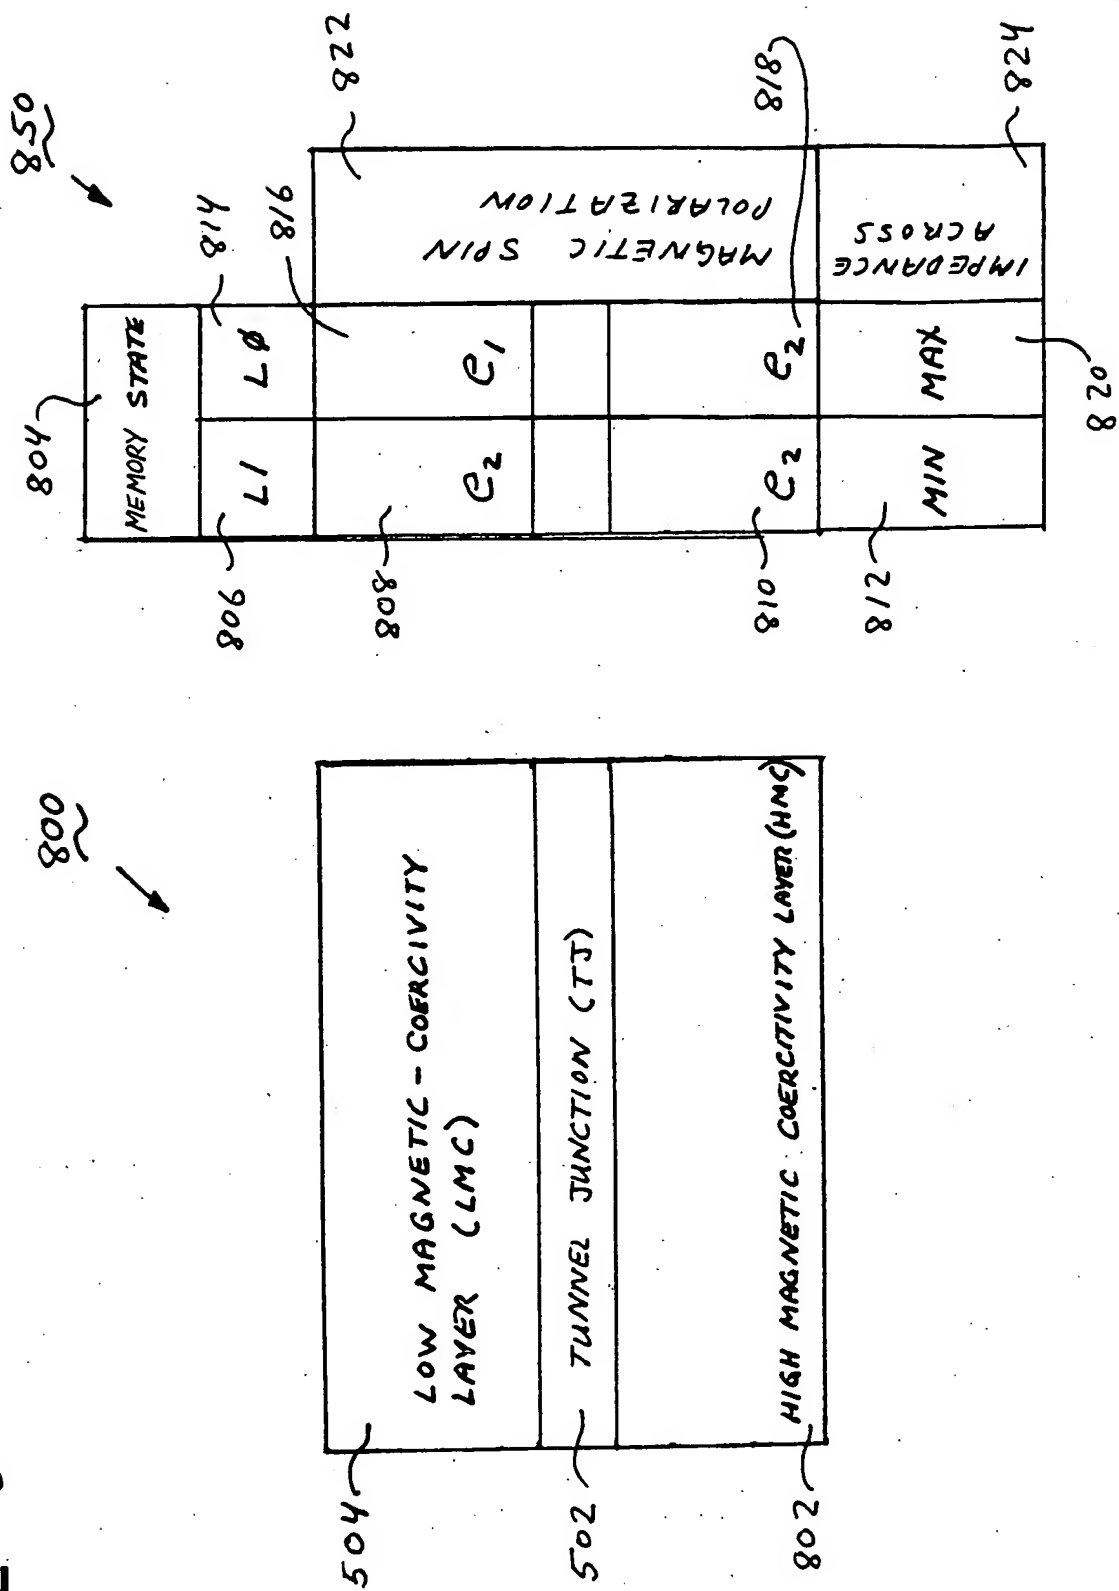 800
504
LOW MAGNETIC-COERCIVITY
LAYER (LMC)
502
TUNNEL JUNCTION (TJ)
802
HIGH MAGNETIC COERCITIVITY LAYER (HMC)
850
804
MEMORY STATE
806
L1
LØ
814
808
e2
e1
816
MAGNETIC SPIN
POLARIZATION
822
810
e2
e2
818
812
MIN
MAX
820
IMPEDANCE
ACROSS
824